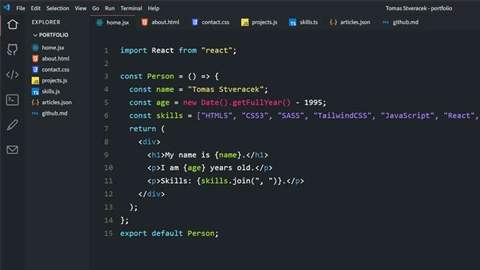 File Edit Selection View Go Run Terminal Help
Tomas Stveracek - portfolio
EXPLORER
home.jsx about.html contact.css projects.js skills.ts articles.json github.md
PORTFOLIO
home.jsx
about.html
contact.css
projects.js
skills.ts
articles.json
github.md
1 import React from "react";
2
3 const Person = () => {
4 const name = "Tomas Stveracek";
5 const age = new Date().getFullYear() - 1995;
6 const skills = ["HTML5", "CSS3", "SASS", "TailwindCSS", "JavaScript", "React",
7 return (
8 <div>
9 <h1>My name is {name}.</h1>
10 <p>I am {age} years old.</p>
11 <p>Skills: {skills.join(", ")}.</p>
12 </div>
13 );
14 };
15 export default Person;